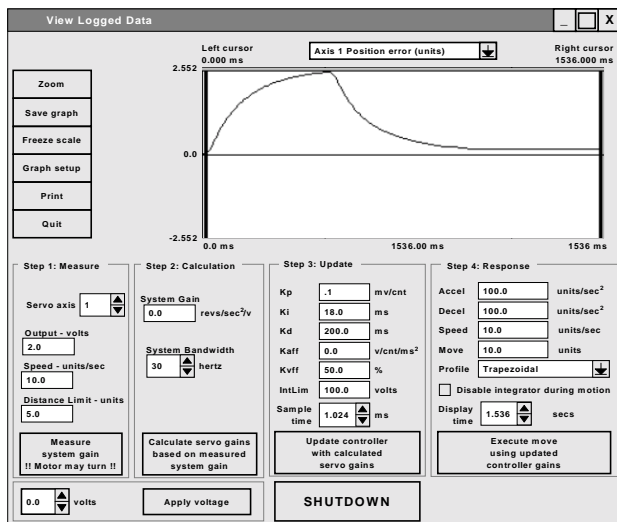 View Logged Data
_ X
Left cursor
0.000 ms
Axis 1 Position error (units)
Right cursor
1536.000 ms
2.552
0.0
-2.552
0.0 ms 1536.00 ms 1536 ms
Zoom
Save graph
Freeze scale
Graph setup
Print
Quit
Step 1: Measure
Servo axis 1
Output - volts
2.0
Speed - units/sec
10.0
Distance Limit - units
5.0
Measure
system gain
!! Motor may turn !!
Step 2: Calculation
System Gain
0.0 revs/sec²/v
System Bandwidth
30 hertz
Calculate servo gains
based on measured
system gain
Step 3: Update
Kp .1 mv/cnt
Ki 18.0 ms
Kd 200.0 ms
Kaff 0.0 v/cnt/ms²
Kvff 50.0 %
IntLim 100.0 volts
Sample
time 1.024 ms
Update controller
with calculated
servo gains
Step 4: Response
Accel 100.0 units/sec²
Decel 100.0 units/sec²
Speed 10.0 units/sec
Move 10.0 units
Profile Trapezoidal
Disable integrator during motion
Display
time 1.536 secs
Execute move
using updated
controller gains
0.0 volts
Apply voltage
SHUTDOWN